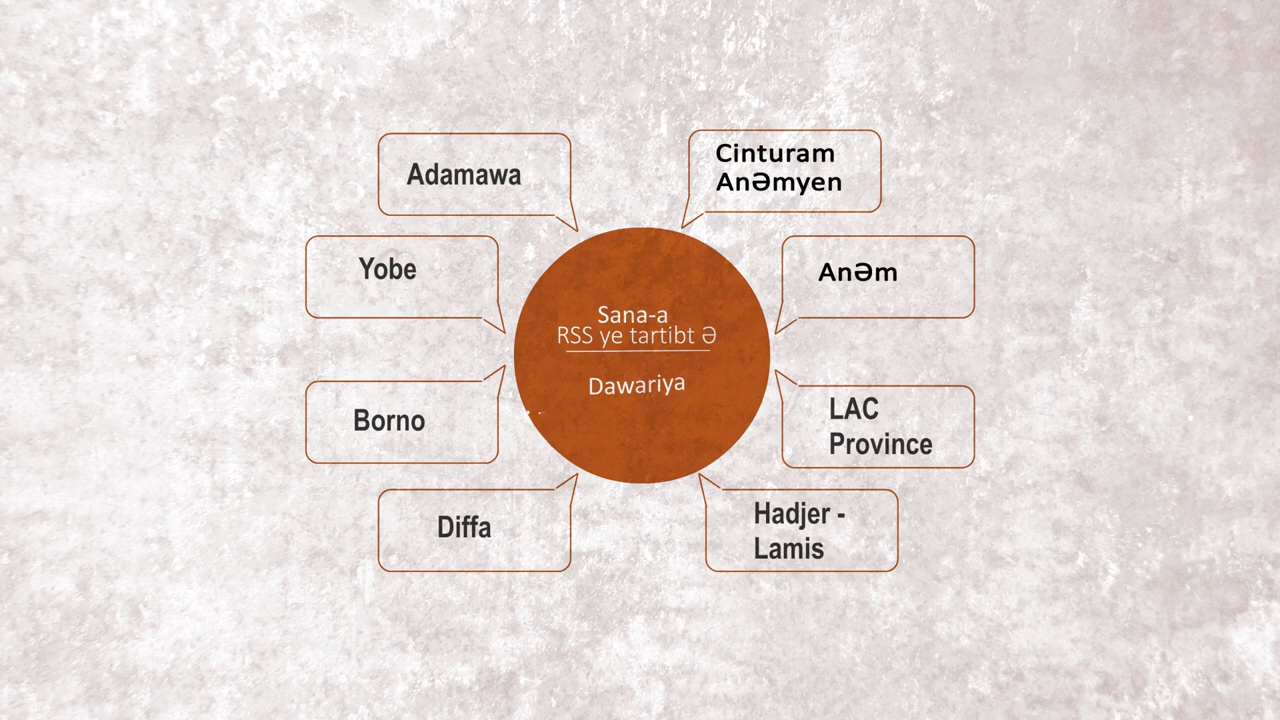 Adamawa
Cinturam
AnƏmyen
Yobe
AnƏm
Sana-a
RSS ye tartibt Ə
Dawariya
Borno
LAC
Province
Diffa
Hadjer -
Lamis